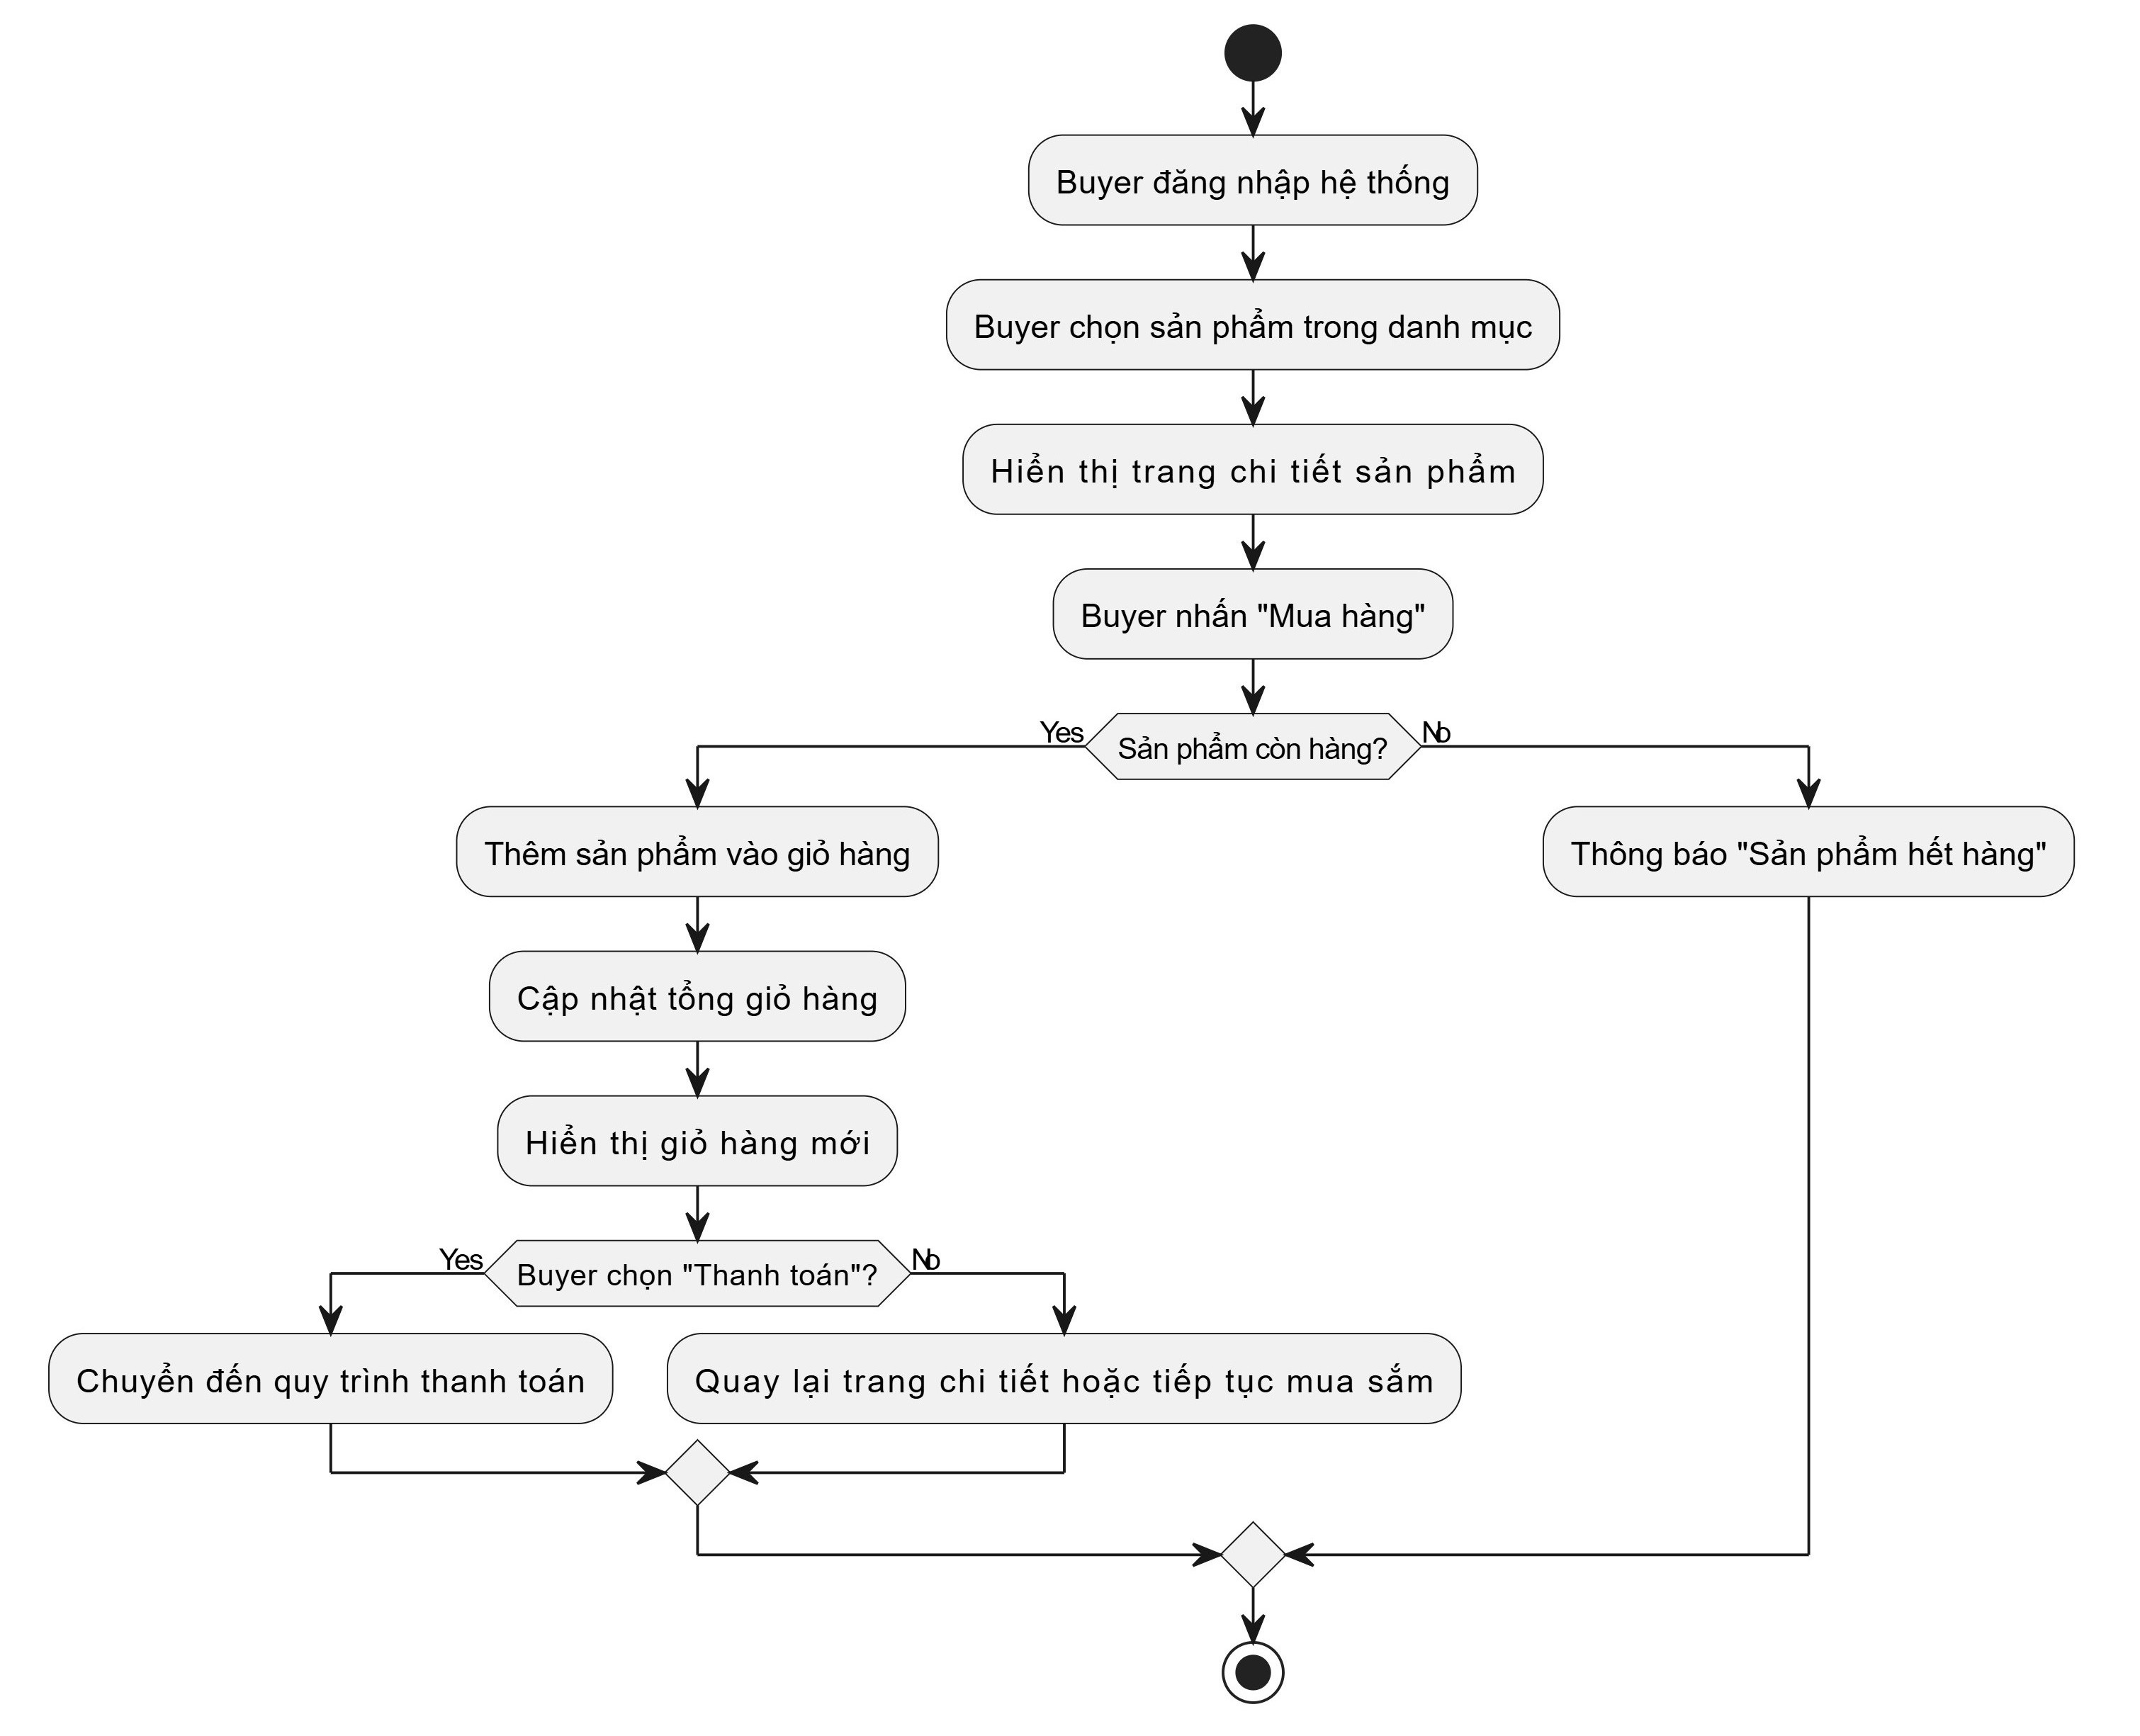 Buyer đăng nhập hệ thống
Buyer chọn sản phẩm trong danh mục
Hiển thị trang chi tiết sản phẩm
Buyer nhấn "Mua hàng"
Yes
Sản phẩm còn hàng?
No
Thêm sản phẩm vào giỏ hàng
Thông báo "Sản phẩm hết hàng"
Cập nhật tổng giỏ hàng
Hiển thị giỏ hàng mới
Yes
Buyer chọn "Thanh toán"?
No
Chuyển đến quy trình thanh toán
Quay lại trang chi tiết hoặc tiếp tục mua sắm